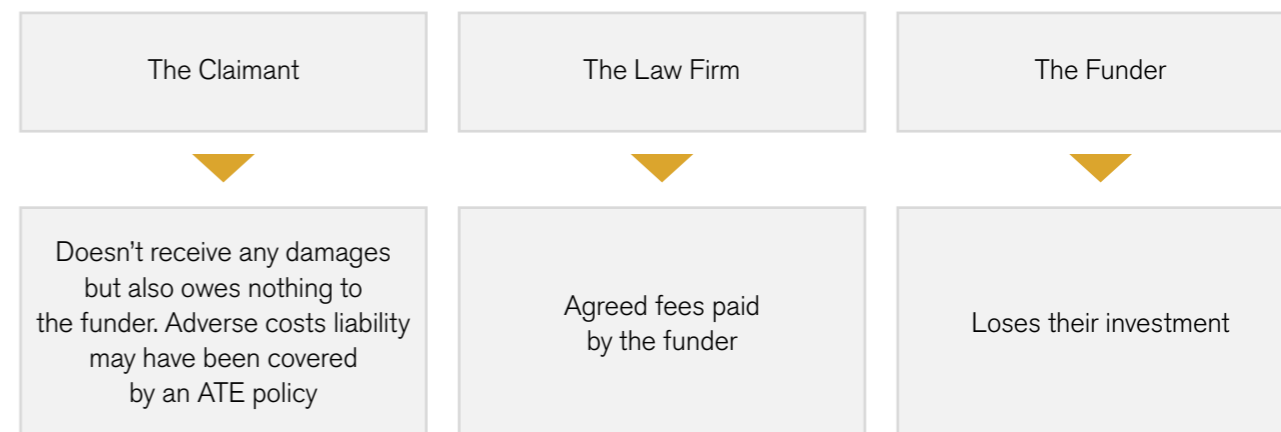 The Claimant
The Law Firm
The Funder
Doesn’t receive any damages
but also owes nothing to
the funder. Adverse costs liability
may have been covered
by an ATE policy
Agreed fees paid
by the funder
Loses their investment